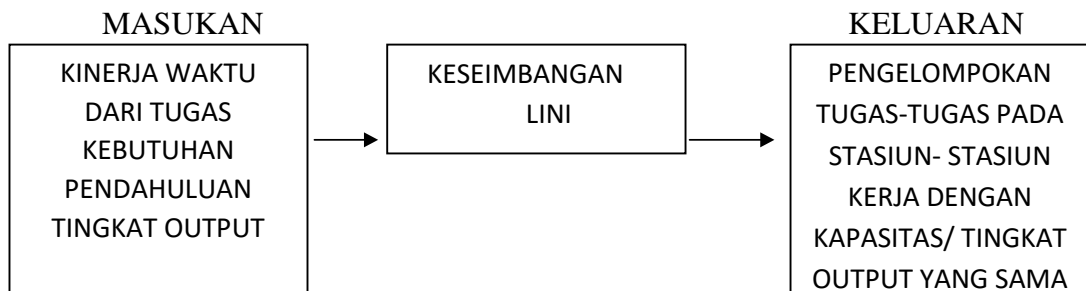 MASUKAN
KINERJA WAKTU
DARI TUGAS
KEBUTUHAN
PENDAHULUAN
TINGKAT OUTPUT
KESEIMBANGAN
LINI
KELUARAN
PENGELOMPOKAN
TUGAS-TUGAS PADA
STASIUN- STASIUN
KERJA DENGAN
KAPASITAS/ TINGKAT
OUTPUT YANG SAMA